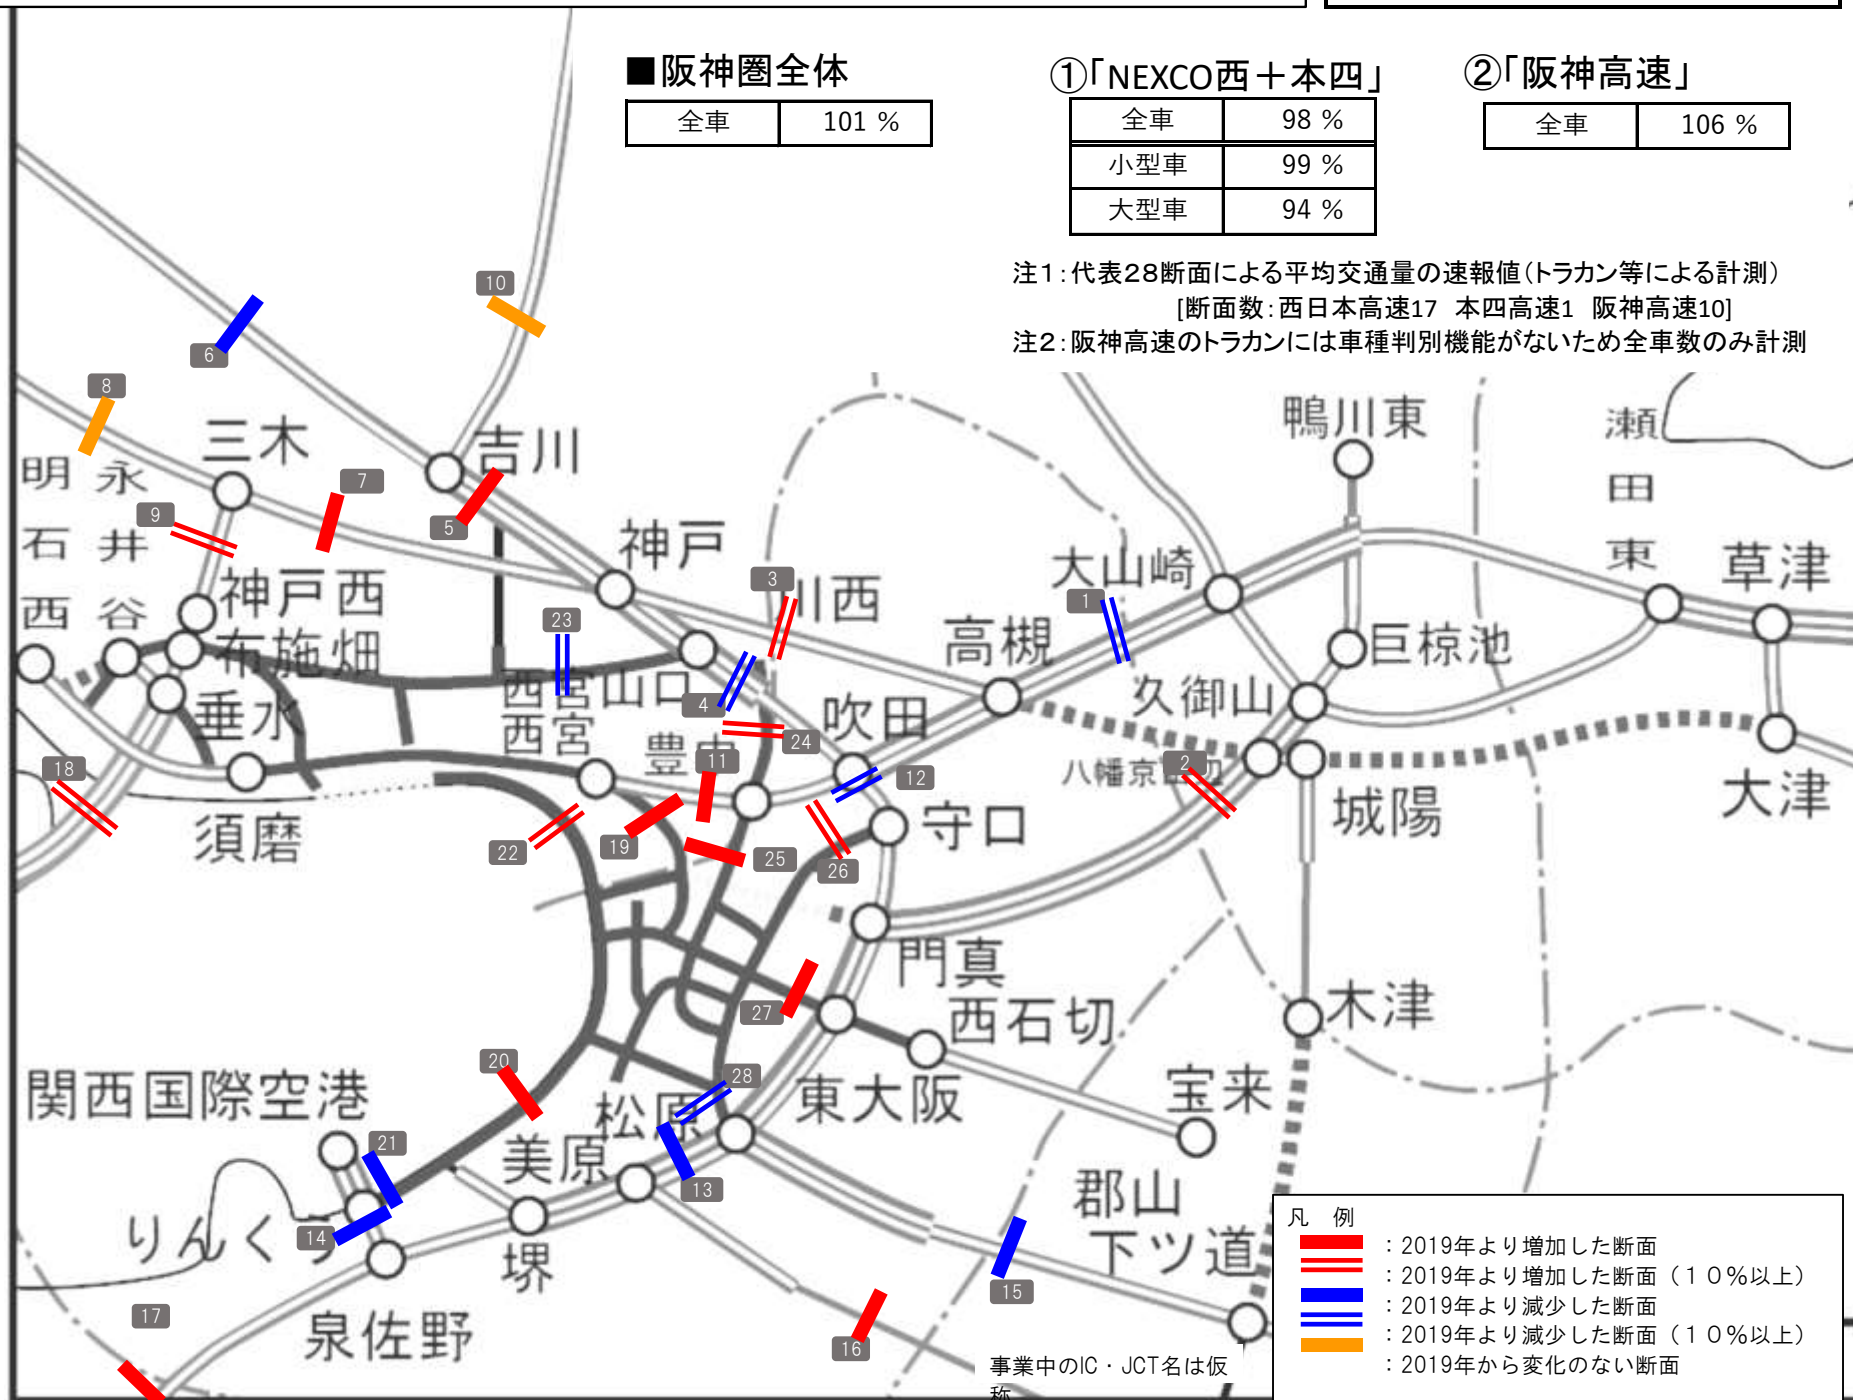 ■阪神圏全体
全車 101 %
①「NEXCO西＋本四」
全車 98 %
小型車 99 %
大型車 94 %
②「阪神高速」
全車 106 %
注１：代表２８断面による平均交通量の速報値（トラカン等による計測）
[断面数：西日本高速17 本四高速1 阪神高速10]
注２：阪神高速のトラカンには車種判別機能がないため全車数のみ計測
10
6
8
三木
吉川
鴨川東
瀬田東
明石西
永井谷
7
9
5
神戸
大山崎
草津
神戸西
3
川西
1
布施畑
23
高槻
巨椋池
西宮山口
久御山
垂水
4
西宮
吹田
24
豊中
11
18
12
八幡京田辺
2
大津
須磨
22
19
25
26
守口
城陽
門真
27
西石切
木津
20
関西国際空港
28
松原
東大阪
宝来
21
美原
13
郡山
りんくう
14
堺
下ツ道
15
17
泉佐野
16
事業中のIC・JCT名は仮
称
凡 例
：2019年より増加した断面
：2019年より増加した断面（１０％以上）
：2019年より減少した断面
：2019年より減少した断面（１０％以上）
：2019年から変化のない断面